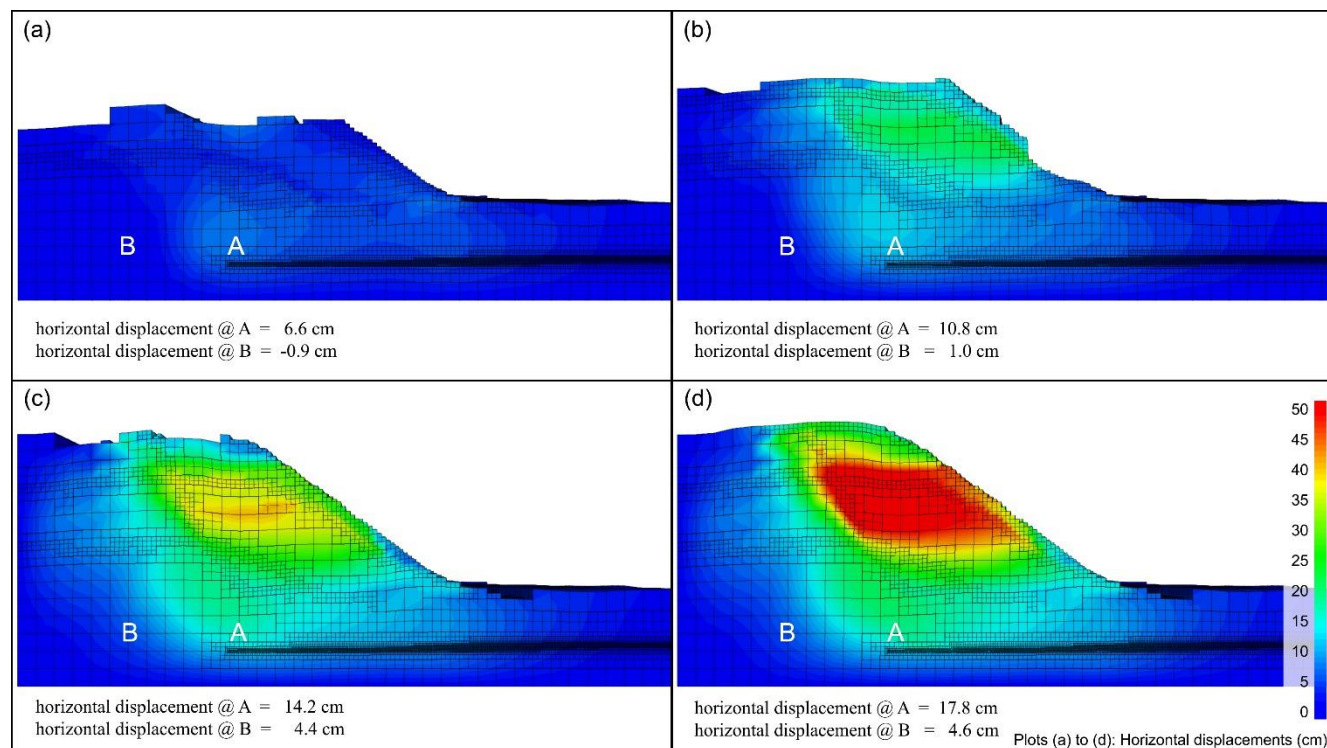 (a)
B
A
horizontal displacement @ A = 6.6 cm
horizontal displacement @ B = -0.9 cm
(b)
B
A
horizontal displacement @ A = 10.8 cm
horizontal displacement @ B = 1.0 cm
(c)
B
A
horizontal displacement @ A = 14.2 cm
horizontal displacement @ B = 4.4 cm
(d)
B
A
50
45
40
35
30
25
20
15
10
5
0
horizontal displacement @ A = 17.8 cm
horizontal displacement @ B = 4.6 cm
Plots (a) to (d): Horizontal displacements (cm)